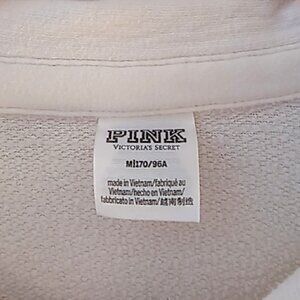 PINK
VICTORIA'S SECRET
M|170/96A
made in Vietnam/fabriqué au
Vietnam/hecho en Vietnam/
fabbricato in Vietnam/越南制造